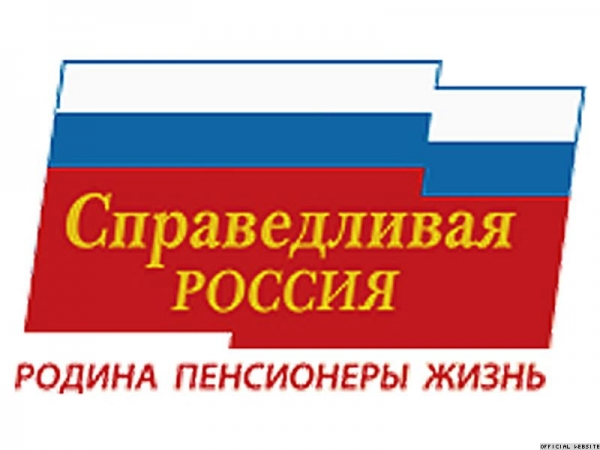 Справедливая
РОССИЯ
РОДИНА ПЕНСИОНЕРЫ ЖИЗНЬ
OFFICIAL WEBSITE